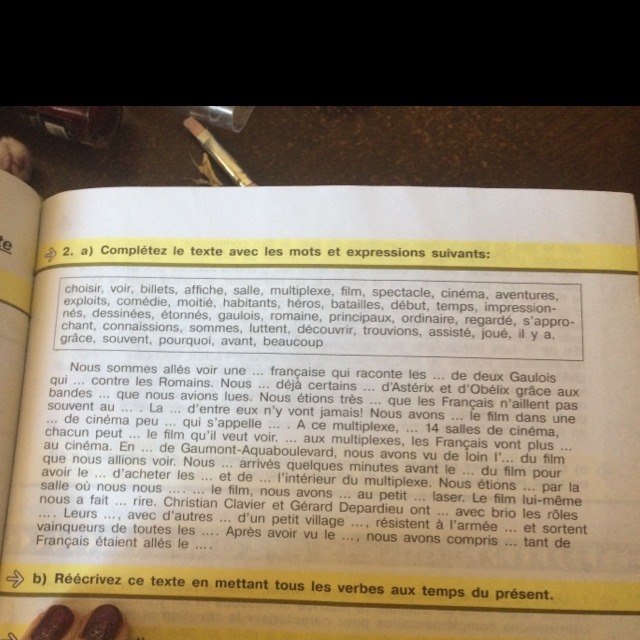 te
2. a) Complétez le texte avec les mots et expressions suivants:
choisir, voir, billets, affiche, salle, multiplexe, film, spectacle, cinéma, aventures,
exploits, comédie, moitié, habitants, héros, batailles, début, temps, impression-
nés, dessinées, étonnés, gaulois, romaine, principaux, ordinaire, regardé, s'appro-
chant, connaissions, sommes, luttent, découvrir, trouvions, assisté, joué, il y a,
grâce, souvent, pourquoi, avant, beaucoup
Nous sommes allés voir une ... française qui raconte les ... de deux Gaulois
qui ... contre les Romains. Nous ... déjà certains ... d'Astérix et d'Obélix grâce aux
bandes ... que nous avions lues. Nous étions très ... que les Français n'aillent pas
souvent au ... . La ... d'entre eux n'y vont jamais! Nous avons ... le film dans une
... de cinéma peu ... qui s'appelle ... . A ce multiplexe, ... 14 salles de cinéma,
chacun peut ... le film qu'il veut voir. ... aux multiplexes, les Français vont plus ...
au cinéma. En ... de Gaumont-Aquaboulevard, nous avons vu de loin l'... du film
que nous allions voir. Nous ... arrivés quelques minutes avant le ... du film pour
avoir le ... d'acheter les ... et de ... l'intérieur du multiplexe. Nous étions ... par la
salle où nous nous ... . ... le film, nous avons ... au petit ... laser. Le film lui-même
nous a fait ... rire. Christian Clavier et Gérard Depardieu ont ... avec brio les rôles
.... Leurs ..., avec d'autres ... d'un petit village ..., résistent à l'armée ... et sortent
vainqueurs de toutes les .... Après avoir vu le ..., nous avons compris ... tant de
Français étaient allés le ....
b) Réécrivez ce texte en mettant tous les verbes aux temps du présent.